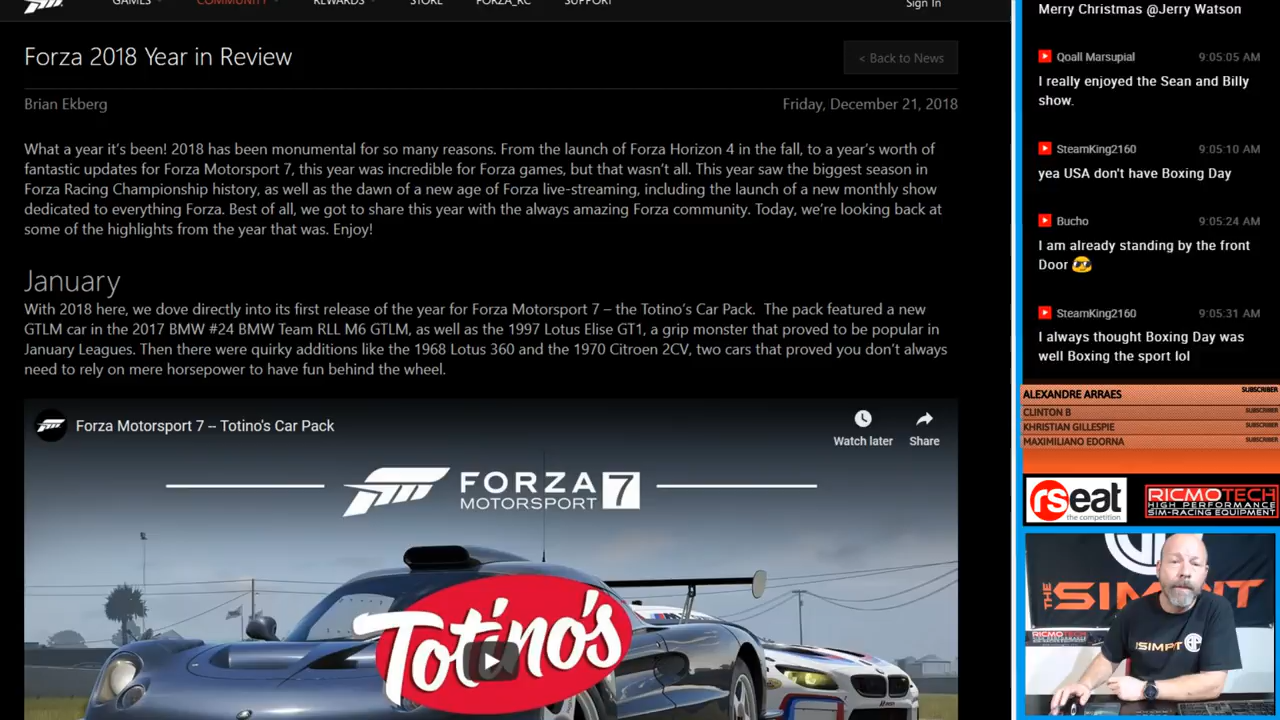 GAMES COMMUNITY REWARDS STORE FORZA_RC SUPPORT Sign In
Forza 2018 Year in Review
< Back to News
Brian Ekberg
Friday, December 21, 2018
What a year it’s been! 2018 has been monumental for so many reasons. From the launch of Forza Horizon 4 in the fall, to a year’s worth of
fantastic updates for Forza Motorsport 7, this year was incredible for Forza games, but that wasn’t all. This year saw the biggest season in
Forza Racing Championship history, as well as the dawn of a new age of Forza live-streaming, including the launch of a new monthly show
dedicated to everything Forza. Best of all, we got to share this year with the always amazing Forza community. Today, we’re looking back at
some of the highlights from the year that was. Enjoy!
January
With 2018 here, we dove directly into its first release of the year for Forza Motorsport 7 – the Totino’s Car Pack. The pack featured a new
GTLM car in the 2017 BMW #24 BMW Team RLL M6 GTLM, as well as the 1997 Lotus Elise GT1, a grip monster that proved to be popular in
January Leagues. Then there were quirky additions like the 1968 Lotus 360 and the 1970 Citroen 2CV, two cars that proved you don’t always
need to rely on mere horsepower to have fun behind the wheel.
Forza Motorsport 7 – Totino's Car Pack
Watch later
Share
FORZA
MOTORSPORT 7
Totino's
Merry Christmas @Jerry Watson
Qoall Marsupial 9:05:05 AM
I really enjoyed the Sean and Billy
show.
SteamKing2160 9:05:10 AM
yea USA don't have Boxing Day
Bucho 9:05:24 AM
I am already standing by the front
Door
SteamKing2160 9:05:31 AM
I always thought Boxing Day was
well Boxing the sport lol
ALEXANDRE ARRAES SUBSCRIBER
CLINTON B SUBSCRIBER
KHRISTIAN GILLESPIE SUBSCRIBER
MAXIMILIANO EDORNA SUBSCRIBER
rseat
the competition
RICMOTECH
HIGH PERFORMANCE
SIM-RACING EQUIPMENT
THE SIMPIT
RICMOTECH
SIMPIT